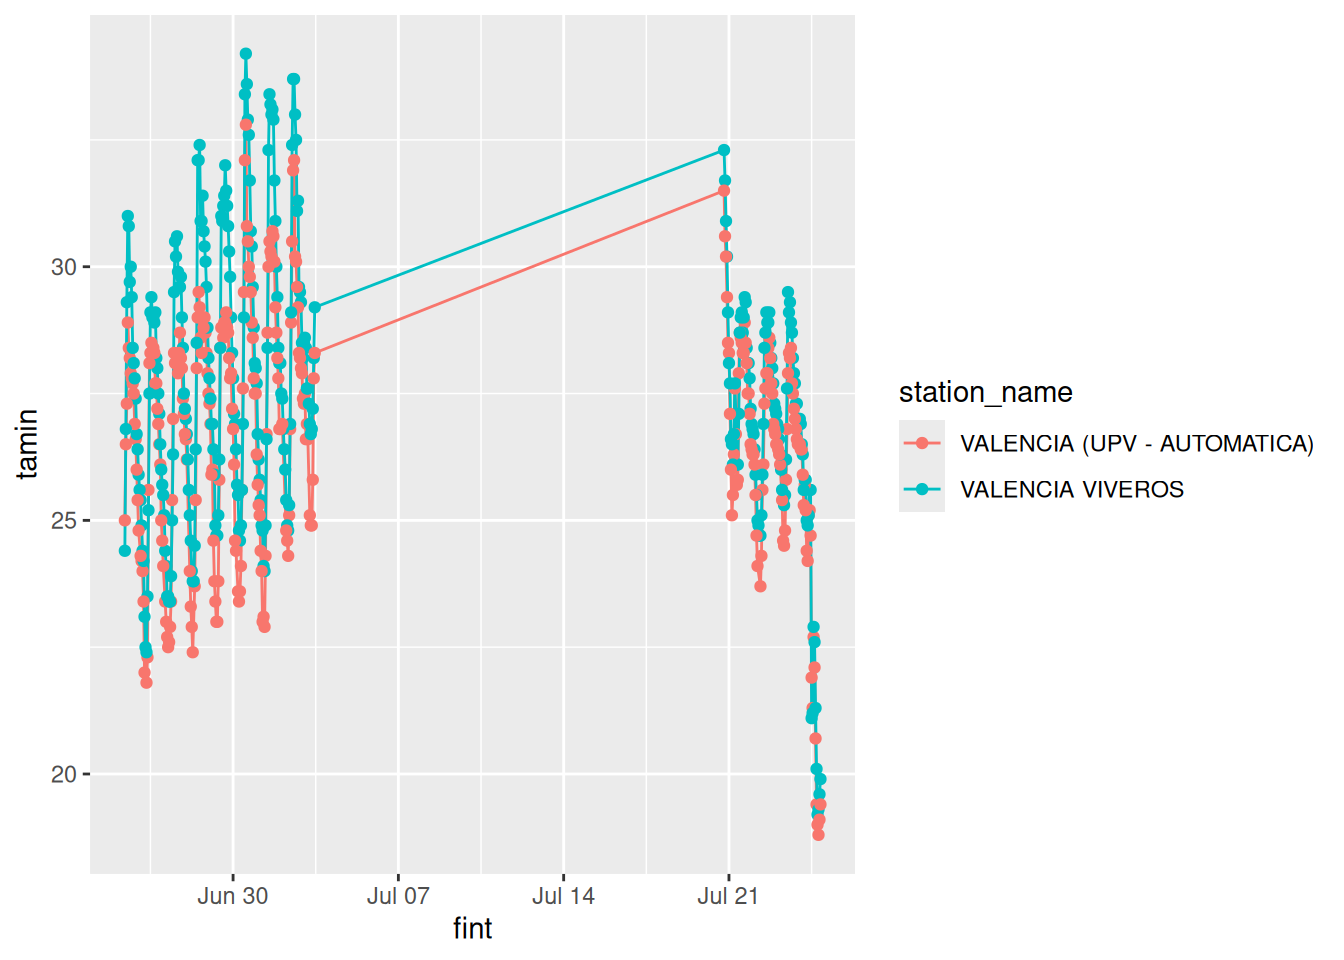 30
25
20
tamin
Jun 30
Jul 07
Jul 14
Jul 21
fint
station_name
VALENCIA (UPV - AUTOMATICA)
VALENCIA VIVEROS